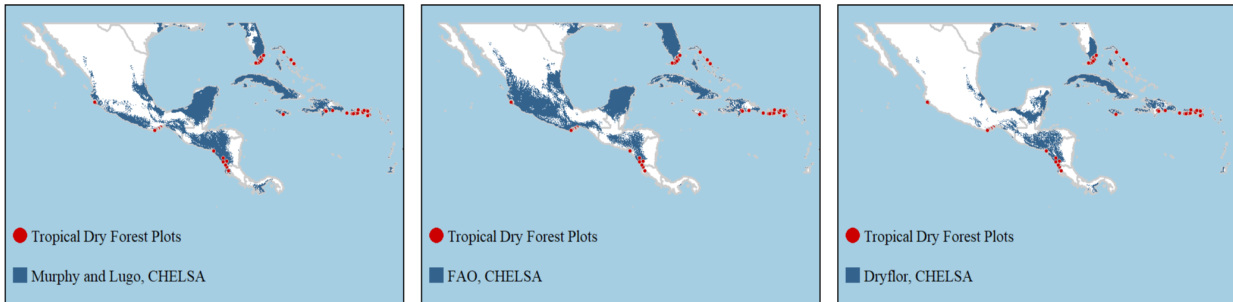 Tropical Dry Forest Plots
Murphy and Lugo, CHELSA
Tropical Dry Forest Plots
FAO, CHELSA
Tropical Dry Forest Plots
Dryflor, CHELSA